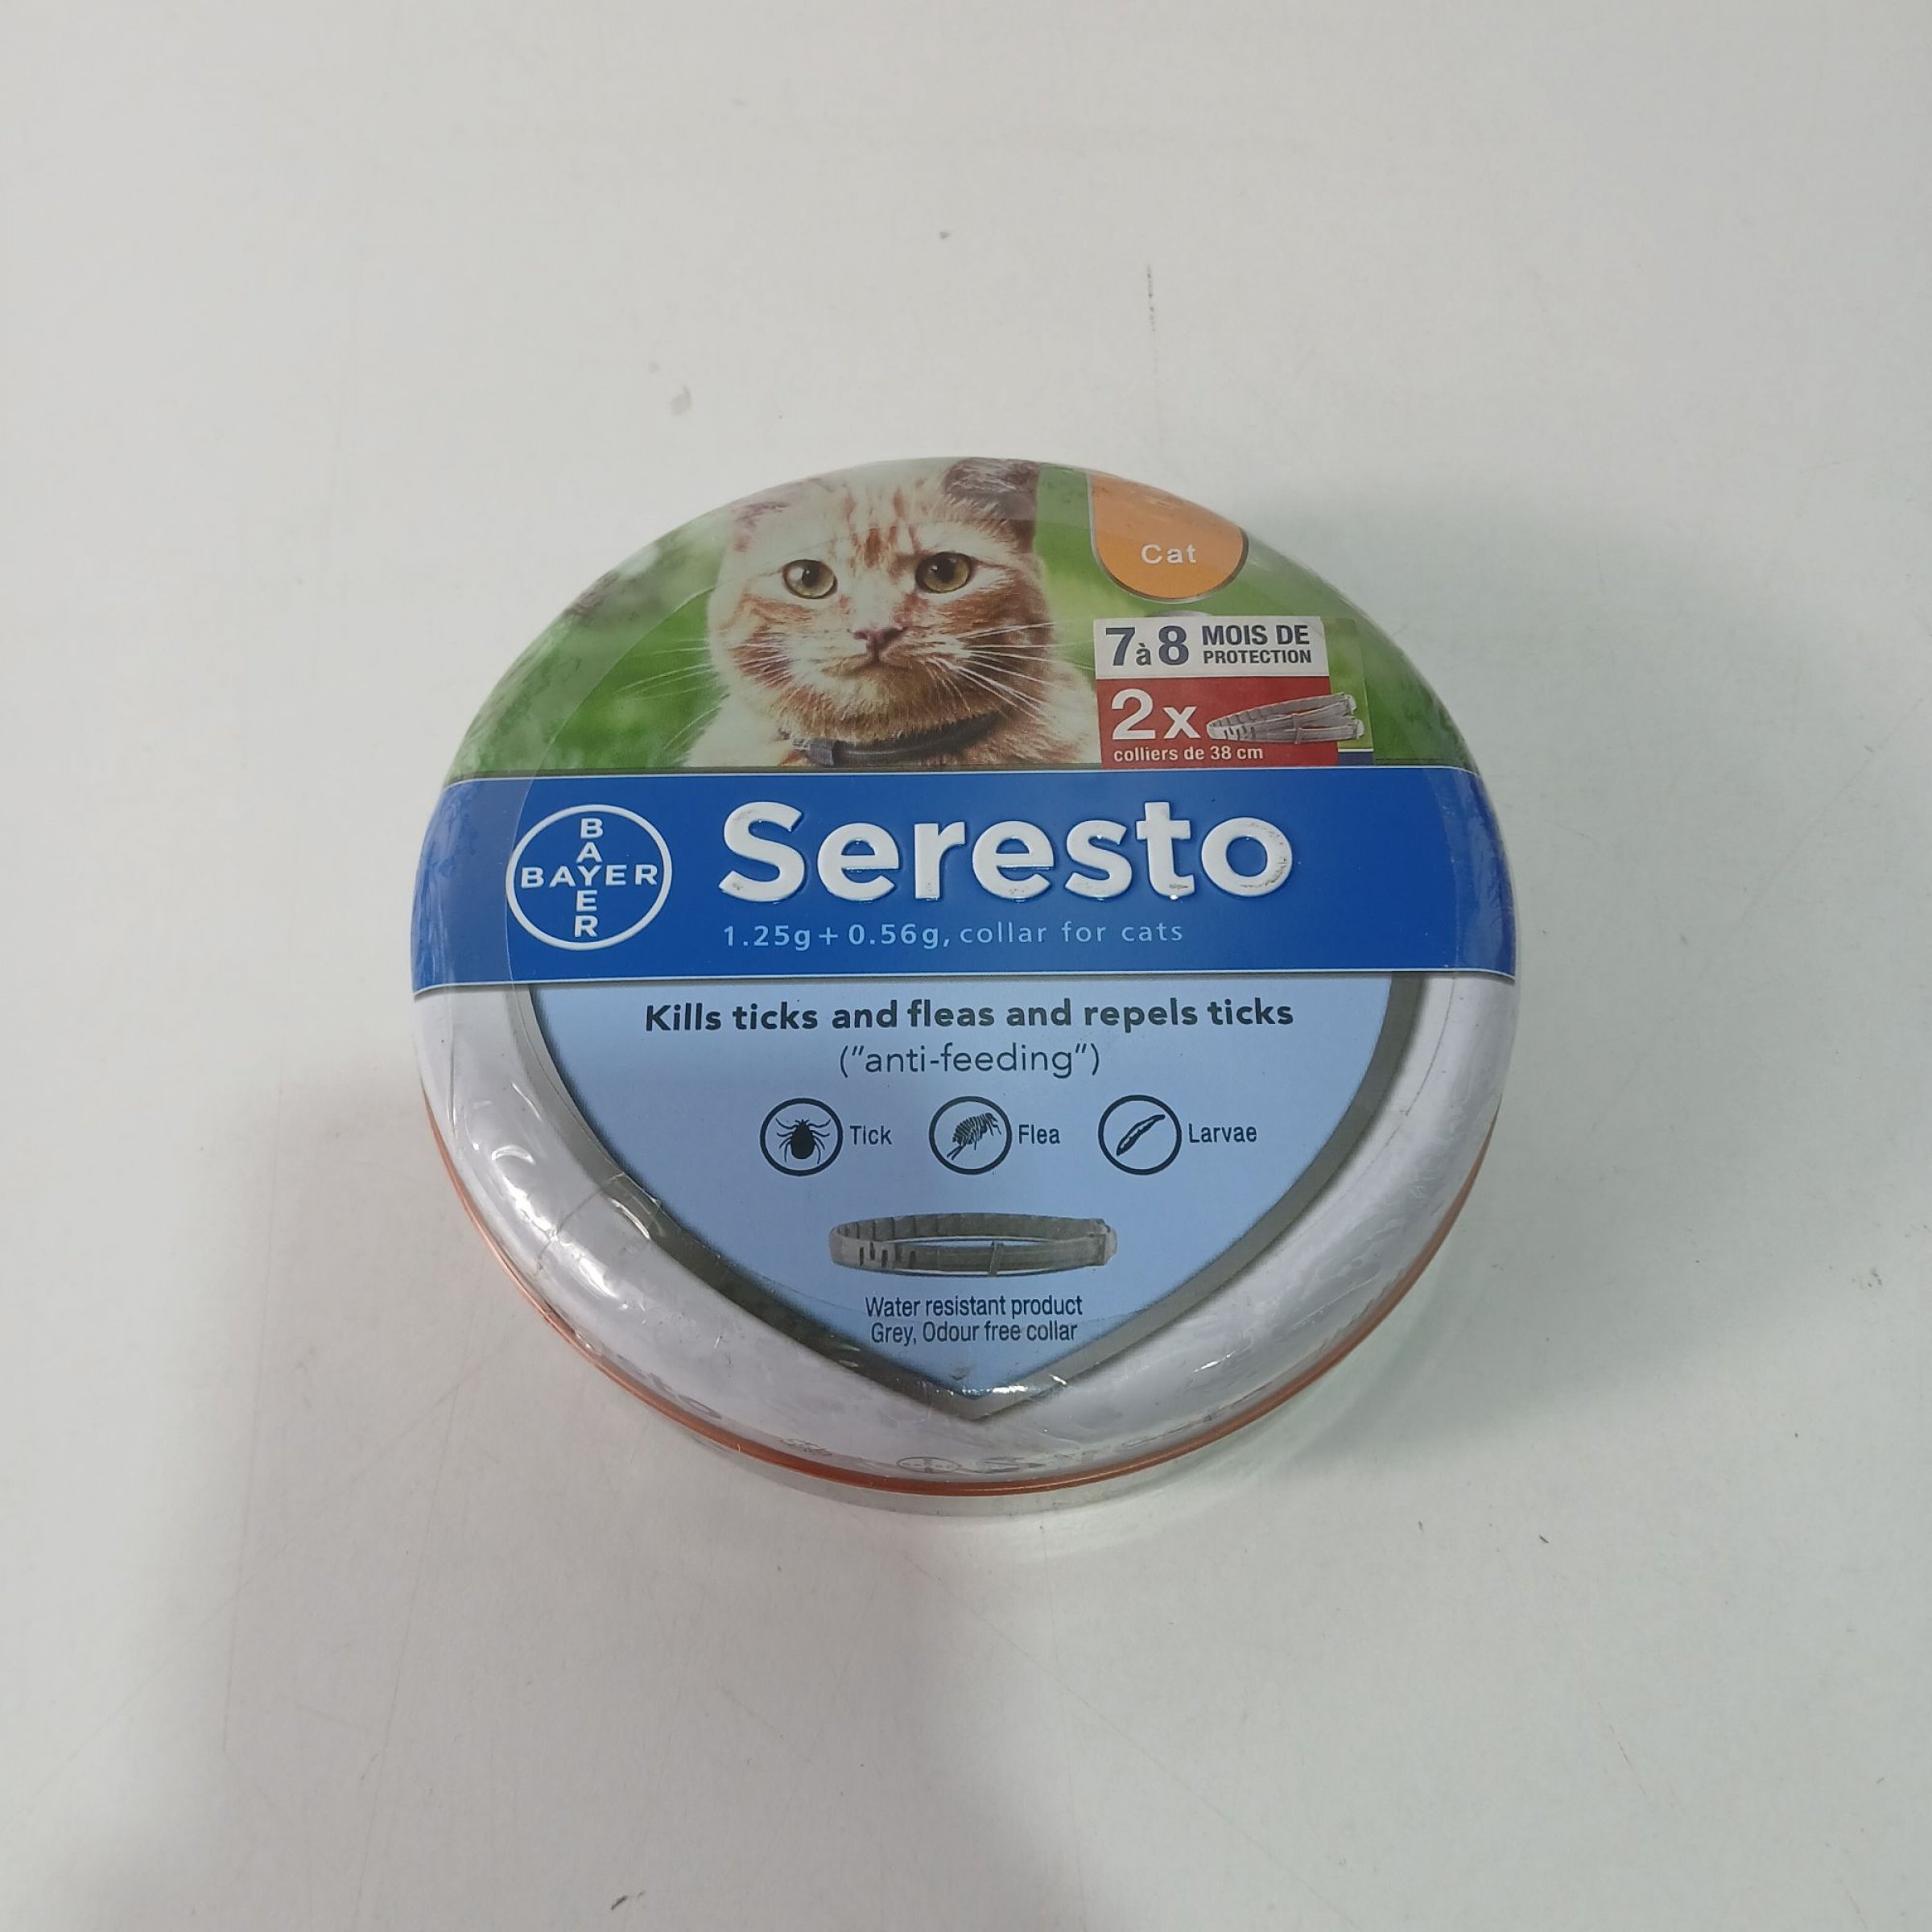 Cat
7à8 MOIS DE
PROTECTION
2x
colliers de 38 cm
BAYER
BAYER
Seresto
1.25g+0.56g, collar for cats
Kills ticks and fleas and repels ticks
("anti-feeding")
Tick Flea Larvae
Water resistant product
Grey, Odour free collar